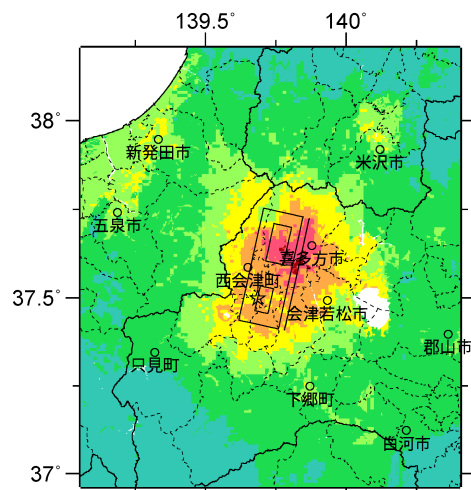 139.5˚ 140˚
38˚
新発田市
米沢市
五泉市
喜多方市
西会津町
37.5˚
会津若松市
郡山市
只見町
下郷町
白河市
37˚